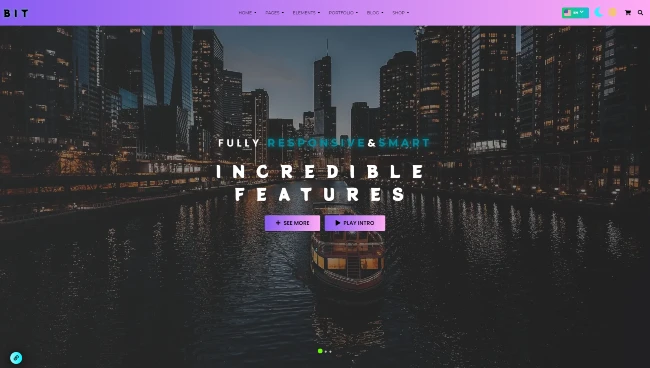 BIT
HOME PAGES ELEMENTS PORTFOLIO BLOG SHOP
EN
FULLY RESPONSIVE&SMART
INCREDIBLE
FEATURES
SEE MORE PLAY INTRO